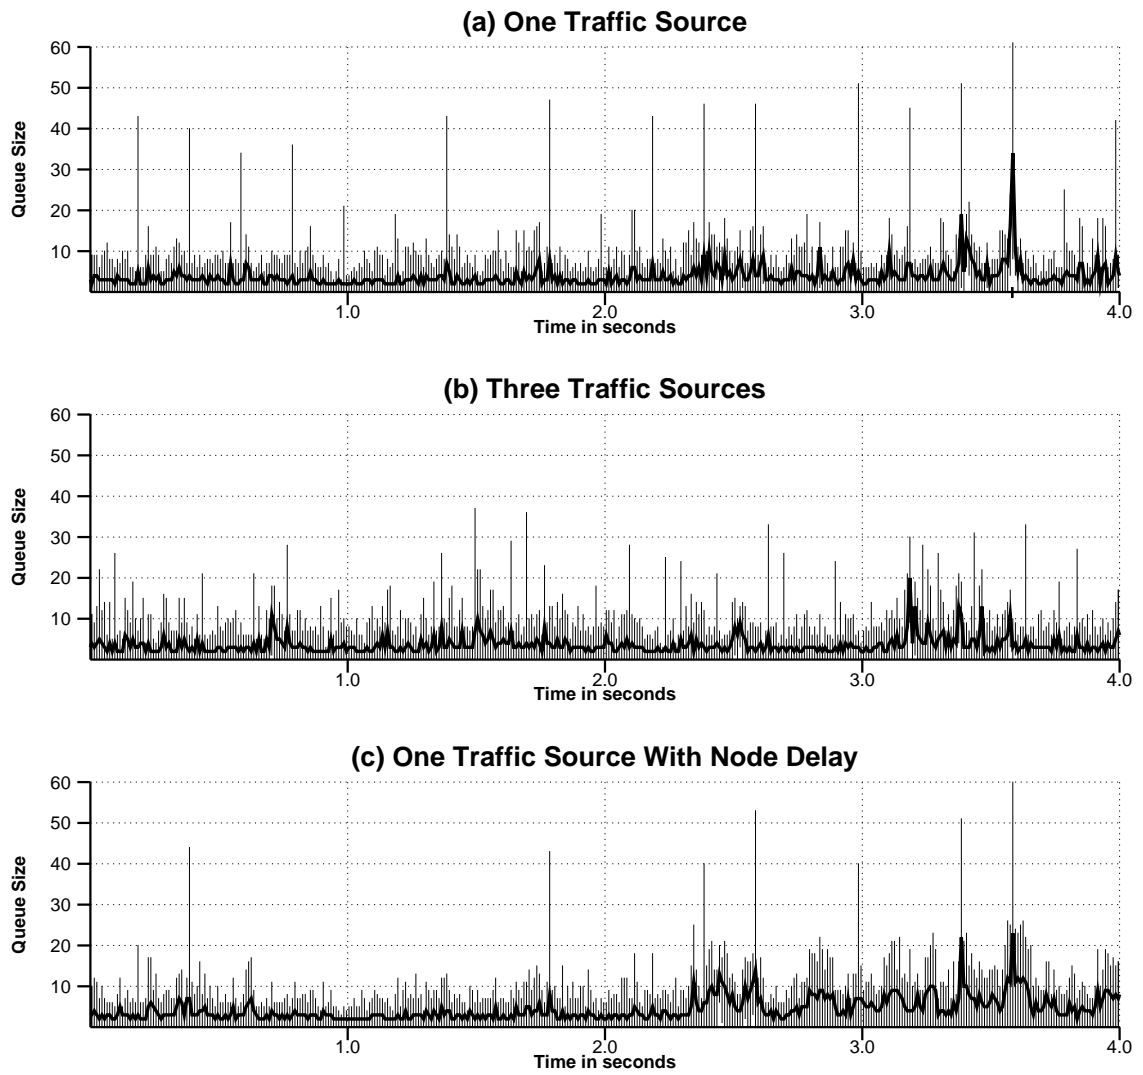 (a) One Traffic Source
60
50
40
30
20
10
Queue Size
1.0 2.0 3.0 4.0
Time in seconds
(b) Three Traffic Sources
60
50
40
30
20
10
Queue Size
1.0 2.0 3.0 4.0
Time in seconds
(c) One Traffic Source With Node Delay
60
50
40
30
20
10
Queue Size
1.0 2.0 3.0 4.0
Time in seconds